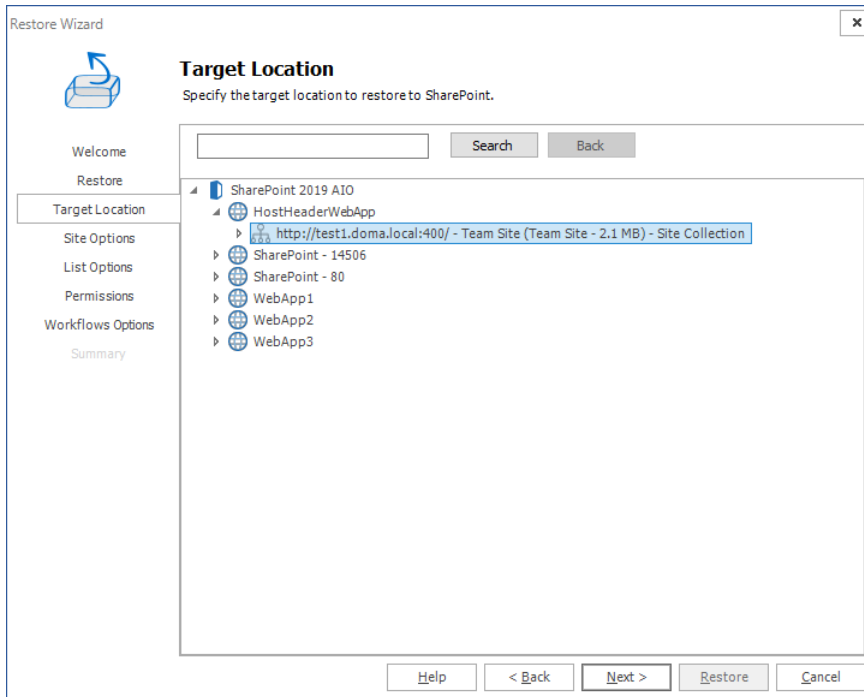 Restore Wizard
Target Location
Specify the target location to restore to SharePoint.
Welcome
Restore
Target Location
Site Options
List Options
Permissions
Workflows Options
Summary
Search
Back
SharePoint 2019 AIO
HostHeaderWebApp
http://test1.doma.local:400/ - Team Site (Team Site - 2.1 MB) - Site Collection
SharePoint - 14506
SharePoint - 80
WebApp1
WebApp2
WebApp3
Help
< Back
Next >
Restore
Cancel